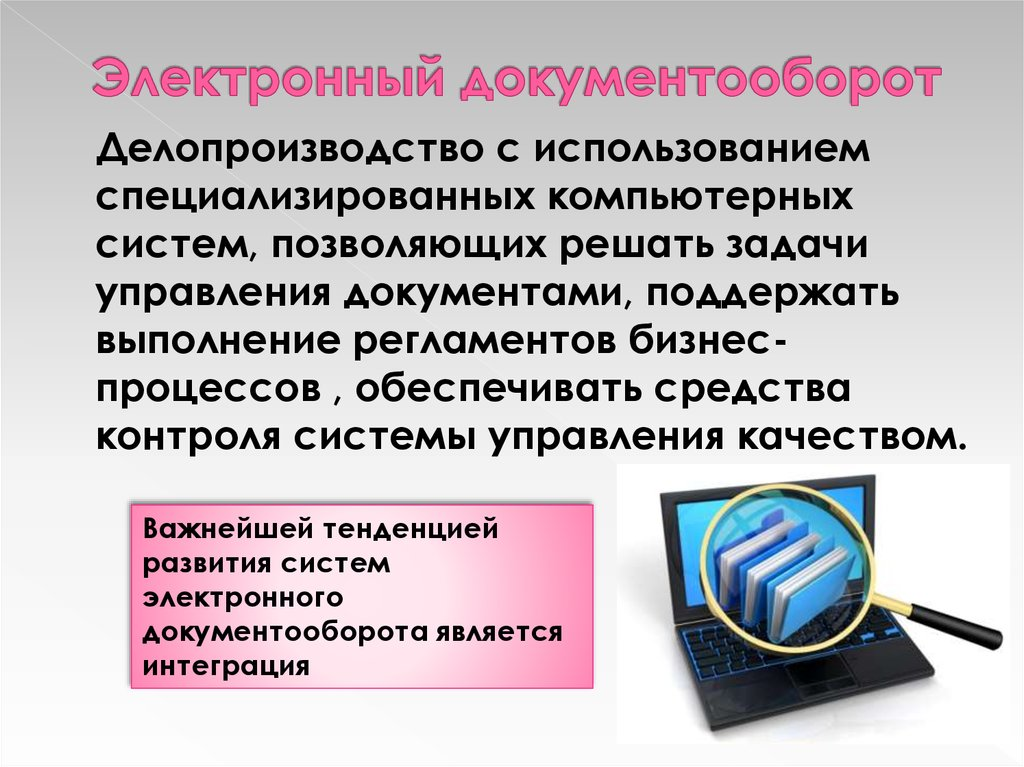 Электронный документооборот
Делопроизводство с использованием
специализированных компьютерных
систем, позволяющих решать задачи
управления документами, поддержать
выполнение регламентов бизнес-
процессов , обеспечивать средства
контроля системы управления качеством.
Важнейшей тенденцией
развития систем
электронного
документооборота является
интеграция